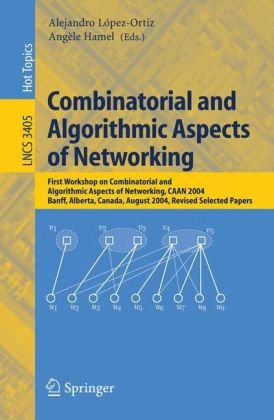 Alejandro López-Ortiz
Angèle Hamel (Eds.)
LNCS 3405
Hot Topics
Combinatorial and
Algorithmic Aspects
of Networking
First Workshop on Combinatorial and
Algorithmic Aspects of Networking, CAAN 2004
Banff, Alberta, Canada, August 2004, Revised Selected Papers
v1 v2 v3 v4 v5
u1 u2 u3 u4 u5 u6 u7 u8 u9
Springer